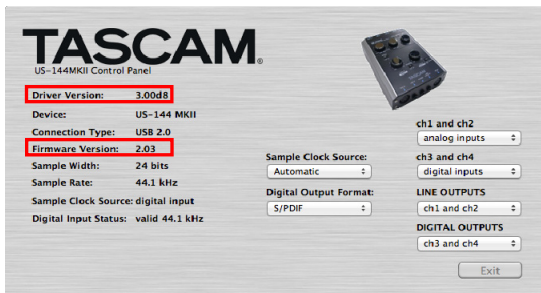 TASCAM®
US-144MKII Control Panel
Driver Version: 3.00d8
Device: US-144 MKII
Connection Type: USB 2.0
Firmware Version: 2.03
Sample Width: 24 bits
Sample Rate: 44.1 kHz
Sample Clock Source: digital input
Digital Input Status: valid 44.1 kHz
Sample Clock Source:
Automatic
Digital Output Format:
S/PDIF
ch1 and ch2
analog inputs
ch3 and ch4
digital inputs
LINE OUTPUTS
ch1 and ch2
DIGITAL OUTPUTS
ch3 and ch4
Exit